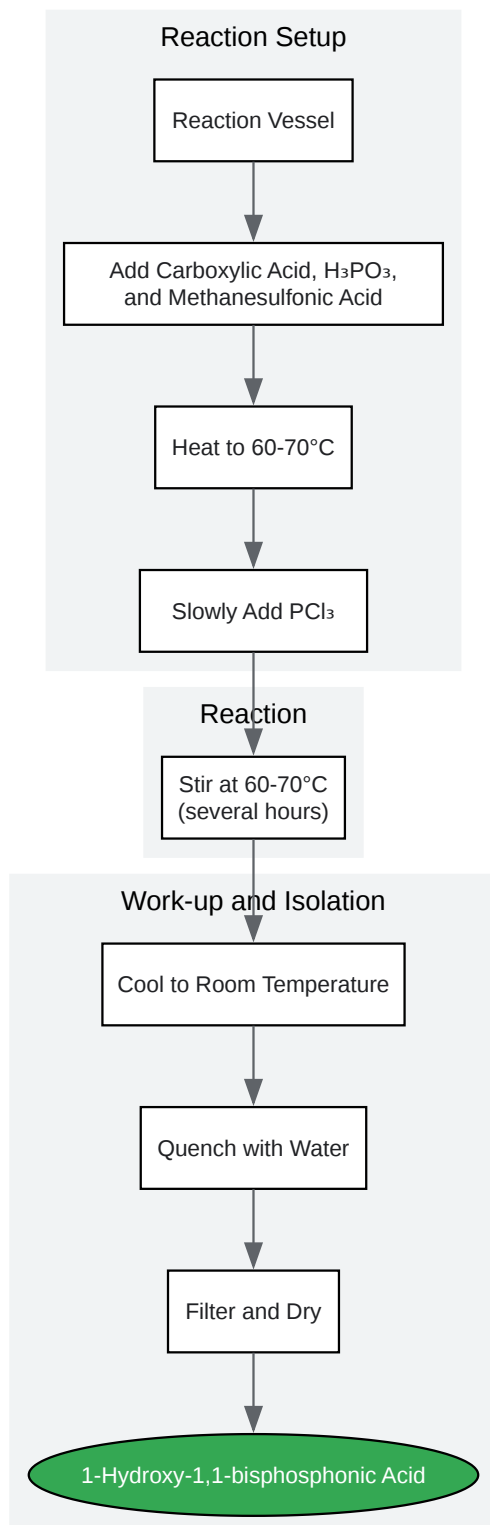 Reaction Setup
Reaction Vessel
Add Carboxylic Acid, H₃PO₃,
and Methanesulfonic Acid
Heat to 60-70°C
Slowly Add PCl₃
Reaction
Stir at 60-70°C
(several hours)
Work-up and Isolation
Cool to Room Temperature
Quench with Water
Filter and Dry
1-Hydroxy-1,1-bisphosphonic Acid